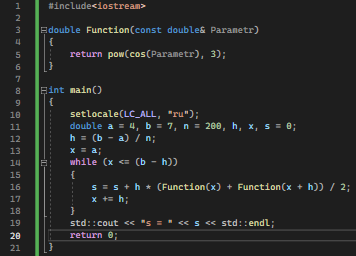 1 #include<iostream>
2
3 double Function(const double& Parametr)
4 {
5 return pow(cos(Parametr), 3);
6 }
7
8 int main()
9 {
10 setlocale(LC_ALL, "ru");
11 double a = 4, b = 7, n = 200, h, x, s = 0;
12 h = (b - a) / n;
13 x = a;
14 while (x <= (b - h))
15 {
16 s = s + h * (Function(x) + Function(x + h)) / 2;
17 x += h;
18 }
19 std::cout << "s = " << s << std::endl;
20 return 0;
21 }